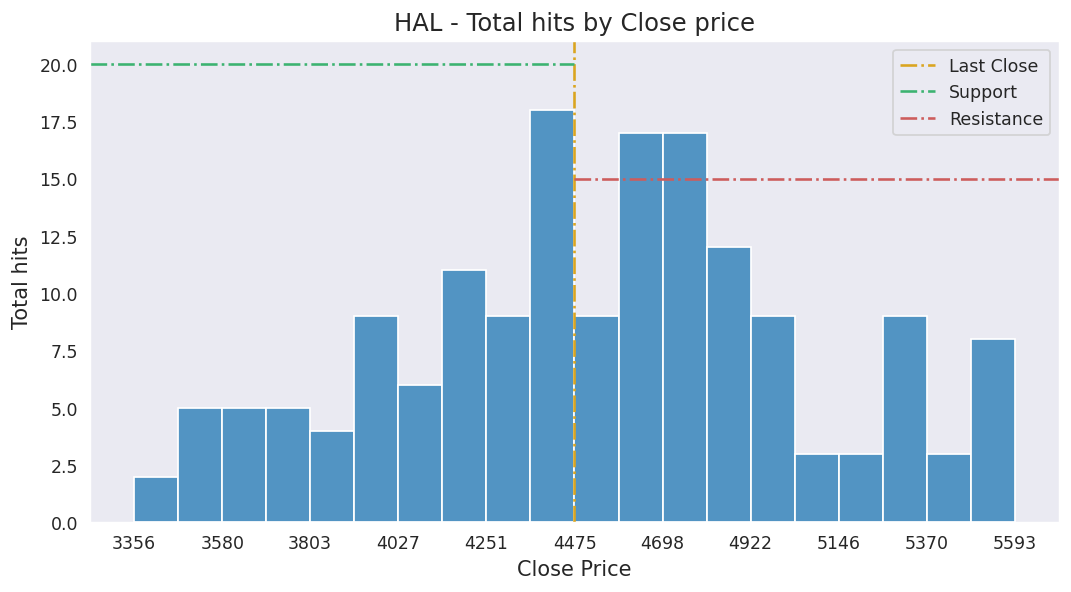 HAL - Total hits by Close price
20.0
17.5
15.0
12.5
10.0
7.5
5.0
2.5
0.0
Total hits
Last Close
Support
Resistance
3356 3580 3803 4027 4251 4475 4698 4922 5146 5370 5593
Close Price